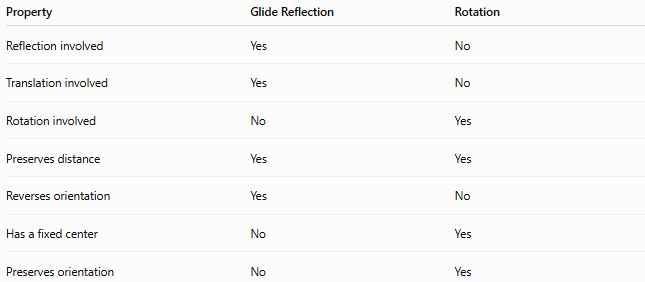 Property Glide Reflection Rotation
Reflection involved Yes No
Translation involved Yes No
Rotation involved No Yes
Preserves distance Yes Yes
Reverses orientation Yes No
Has a fixed center No Yes
Preserves orientation No Yes